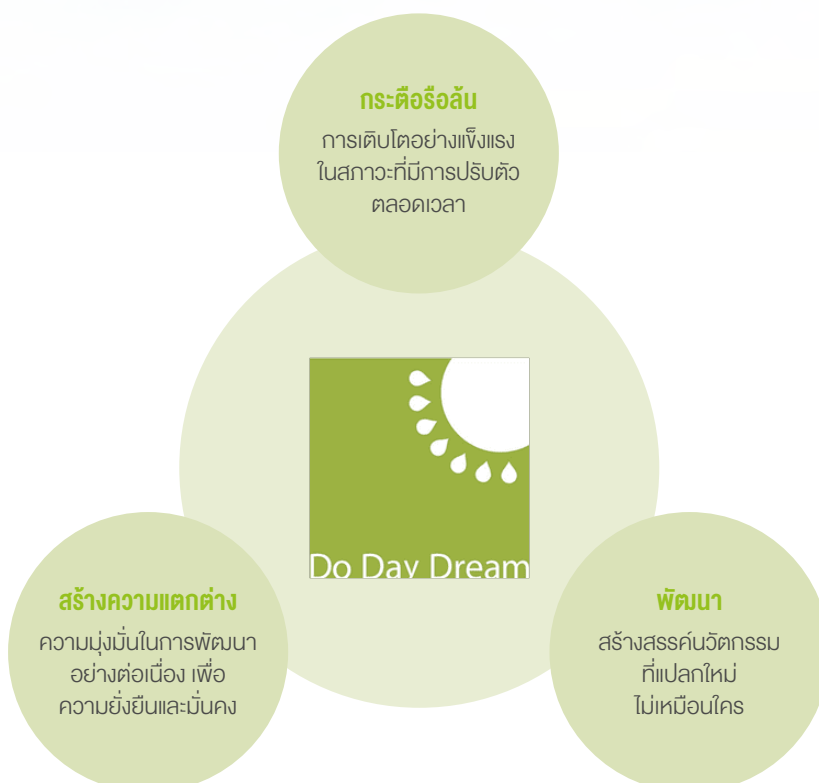 กระตือรือล้น
การเติบโตอย่างแข็งแรง
ในสภาวะที่มีการปรับตัว
ตลอดเวลา
Do Day Dream
สร้างความแตกต่าง
ความมุ่งมั่นในการพัฒนา
อย่างต่อเนื่อง เพื่อ
ความยั่งยืนและมั่นคง
พัฒนา
สร้างสรรค์นวัตกรรม
ที่แปลกใหม่
ไม่เหมือนใคร